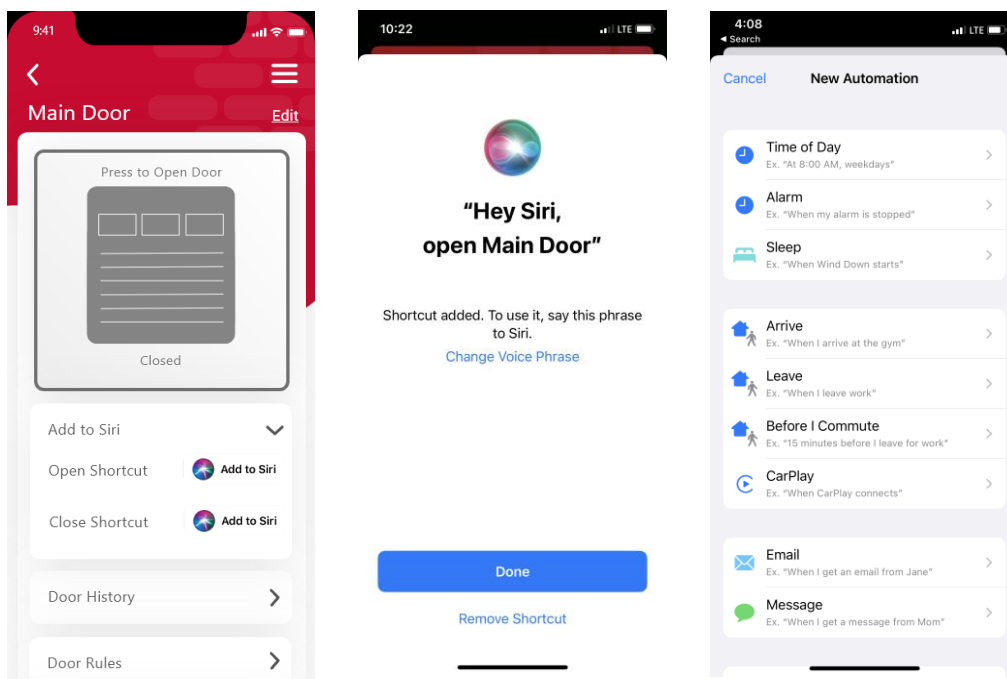 9:41
Main Door
Edit
Press to Open Door
Closed
Add to Siri
Open Shortcut
Add to Siri
Close Shortcut
Add to Siri
Door History
Door Rules
10:22
LTE
“Hey Siri,
open Main Door”
Shortcut added. To use it, say this phrase
to Siri.
Change Voice Phrase
Done
Remove Shortcut
4:08
LTE
◄ Search
Cancel
New Automation
Time of Day
Ex. “At 8:00 AM, weekdays”
Alarm
Ex. “When my alarm is stopped”
Sleep
Ex. “When Wind Down starts”
Arrive
Ex. “When I arrive at the gym”
Leave
Ex. “When I leave work”
Before I Commute
Ex. “15 minutes before I leave for work”
CarPlay
Ex. “When CarPlay connects”
Email
Ex. “When I get an email from Jane”
Message
Ex. “When I get a message from Mom”